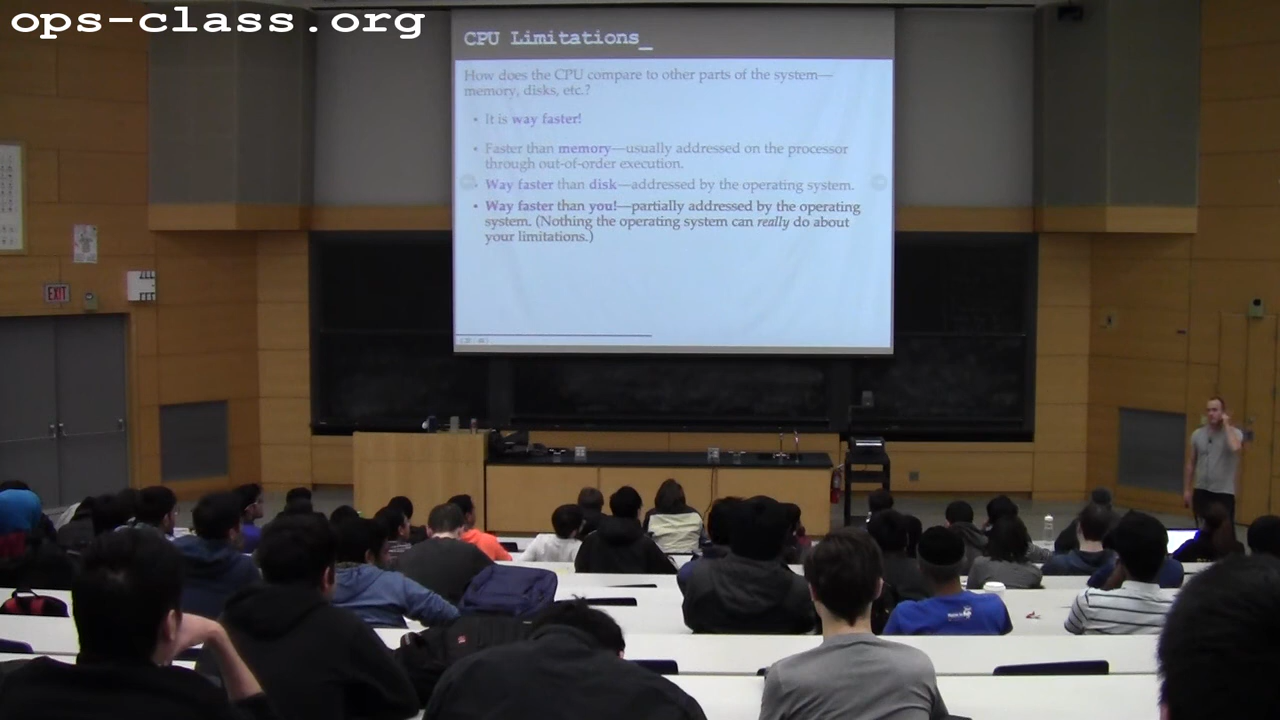 ops-class.org
CPU Limitations_
How does the CPU compare to other parts of the system—
memory, disks, etc.?
• It is way faster!
• Faster than memory—usually addressed on the processor
through out-of-order execution.
• Way faster than disk—addressed by the operating system.
• Way faster than you!—partially addressed by the operating
system. (Nothing the operating system can really do about
your limitations.)
EXIT